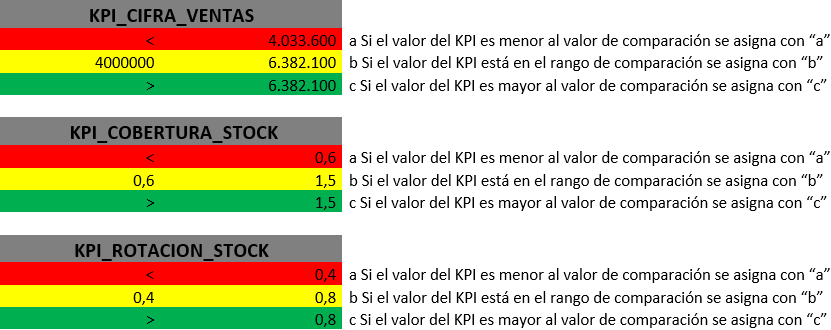 KPI_CIFRA_VENTAS
< 4.033.600 a Si el valor del KPI es menor al valor de comparación se asigna con “a”
4000000 6.382.100 b Si el valor del KPI está en el rango de comparación se asigna con “b”
> 6.382.100 c Si el valor del KPI es mayor al valor de comparación se asigna con “c”
KPI_COBERTURA_STOCK
< 0,6 a Si el valor del KPI es menor al valor de comparación se asigna con “a”
0,6 1,5 b Si el valor del KPI está en el rango de comparación se asigna con “b”
> 1,5 c Si el valor del KPI es mayor al valor de comparación se asigna con “c”
KPI_ROTACION_STOCK
< 0,4 a Si el valor del KPI es menor al valor de comparación se asigna con “a”
0,4 0,8 b Si el valor del KPI está en el rango de comparación se asigna con “b”
> 0,8 c Si el valor del KPI es mayor al valor de comparación se asigna con “c”